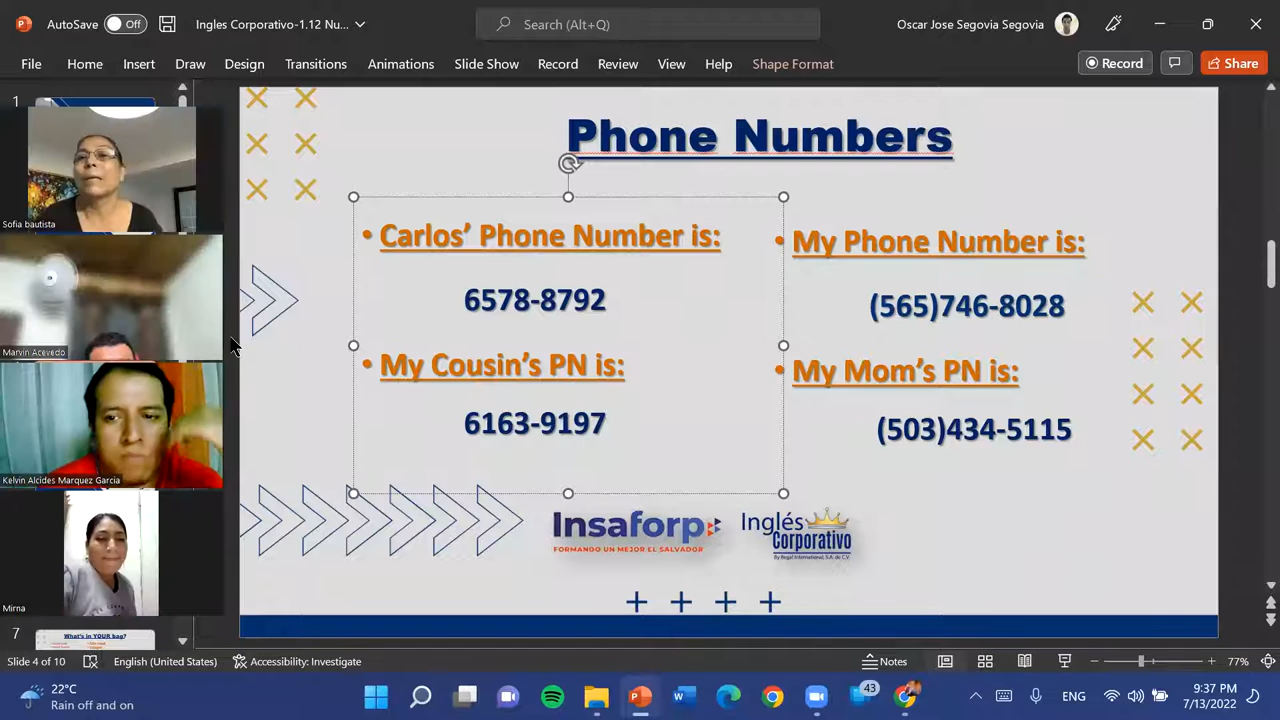 AutoSave Off Ingles Corporativo-1.12 Nu... Search (Alt+Q) Oscar Jose Segovia Segovia
File Home Insert Draw Design Transitions Animations Slide Show Record Review View Help Shape Format Record Share
1
Sofia bautista
Marvin Acevedo
Kelvin Alcides Marquez Garcia
Mirna
7
What's in YOUR bag?
Phone Numbers
• Carlos' Phone Number is:
6578-8792
• My Cousin's PN is:
6163-9197
• My Phone Number is:
(565)746-8028
• My Mom's PN is:
(503)434-5115
Insaforp
FORMANDO UN MEJOR EL SALVADOR
Inglés
Corporativo
Slide 4 of 10 English (United States) Accessibility: Investigate Notes 77%
22°C
Rain off and on
43
ENG
9:37 PM
7/13/2022